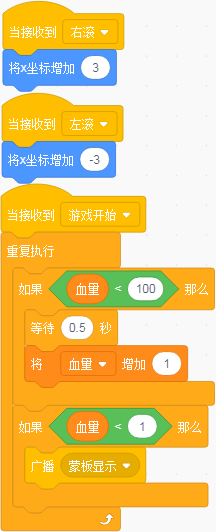 当接收到 右滚
将x坐标增加 3
当接收到 左滚
将x坐标增加 -3
当接收到 游戏开始
重复执行
如果 血量 < 100 那么
等待 0.5 秒
将 血量 增加 1
如果 血量 < 1 那么
广播 蒙板显示